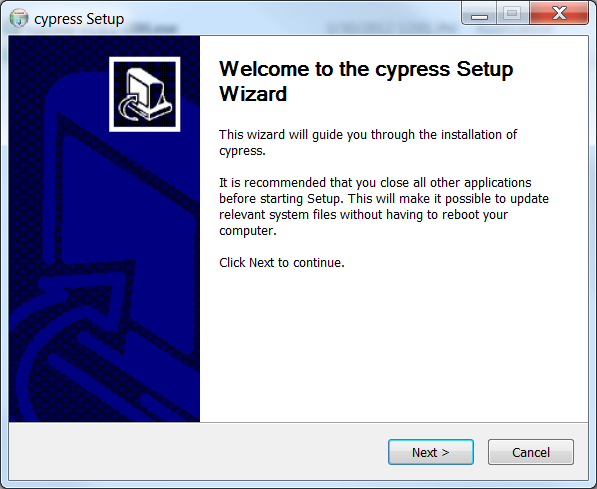 cypress Setup
Welcome to the cypress Setup
Wizard
This wizard will guide you through the installation of
cypress.
It is recommended that you close all other applications
before starting Setup. This will make it possible to update
relevant system files without having to reboot your
computer.
Click Next to continue.
Next >
Cancel